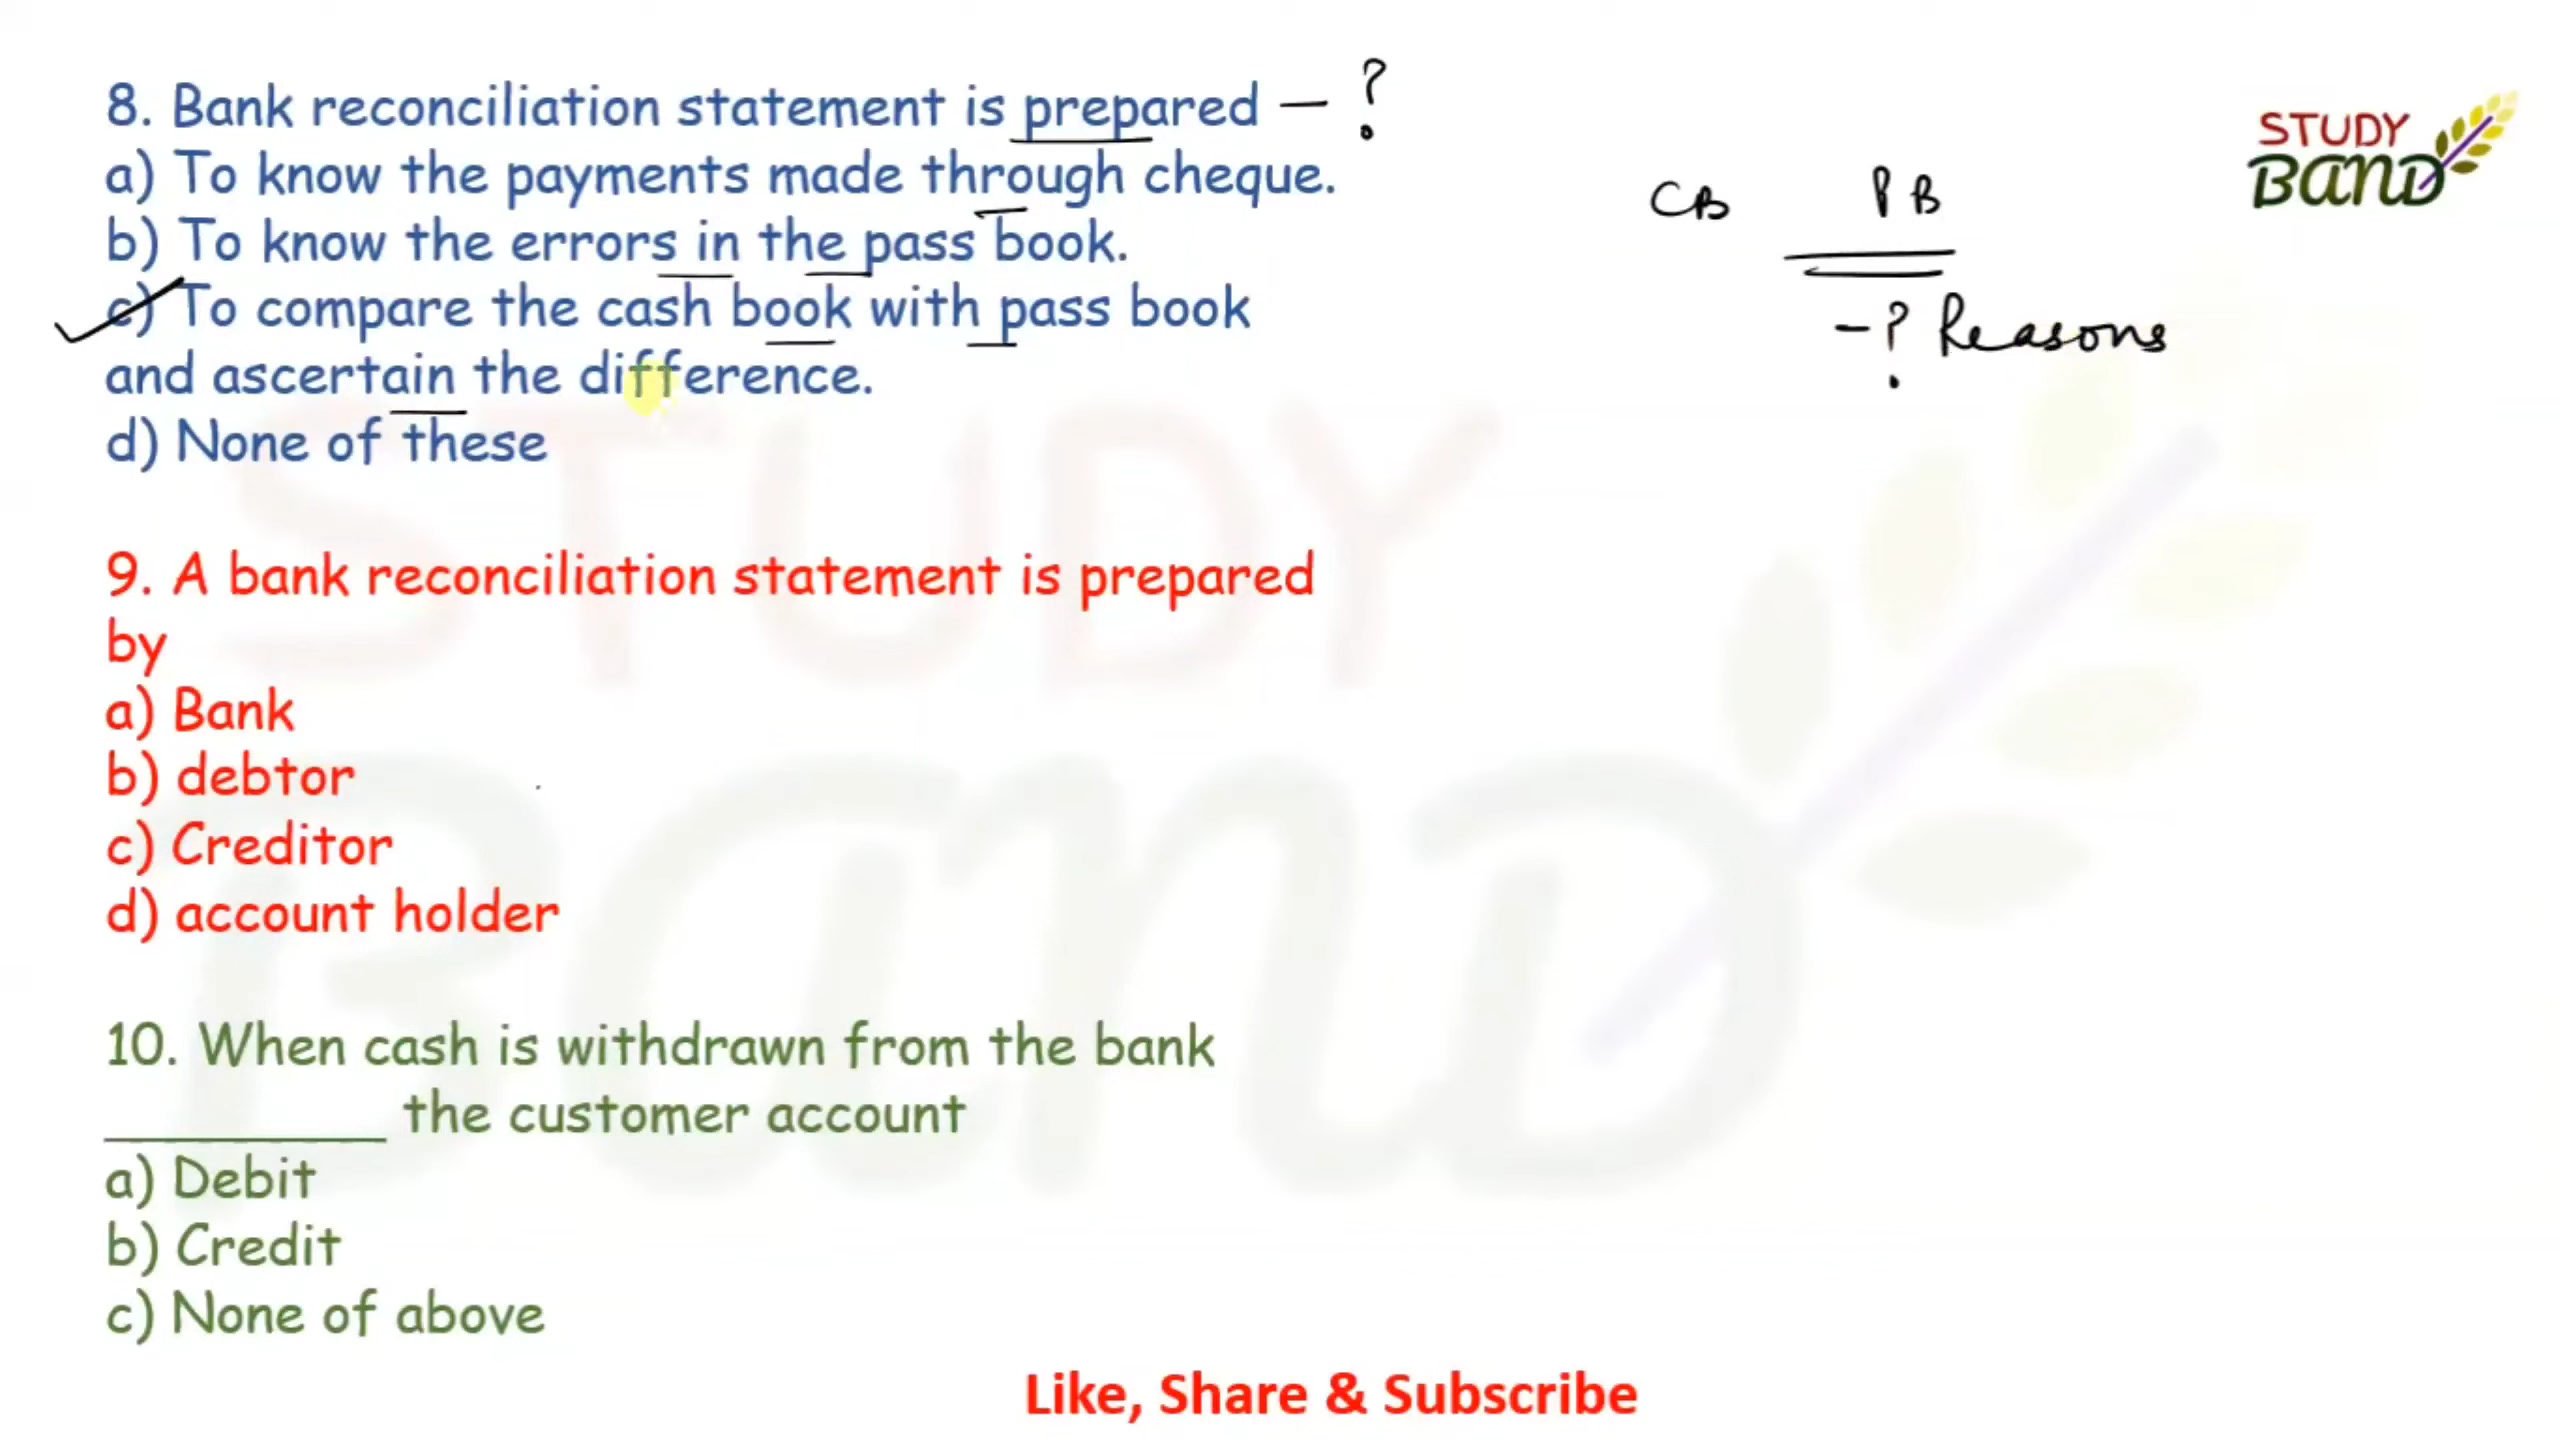 8. Bank reconciliation statement is prepared – ?
a) To know the payments made through cheque.
b) To know the errors in the pass book.
c) To compare the cash book with pass book
and ascertain the difference.
d) None of these
CB PB
– ? Reasons
STUDY
BAND
9. A bank reconciliation statement is prepared
by
a) Bank
b) debtor
c) Creditor
d) account holder
10. When cash is withdrawn from the bank
__________ the customer account
a) Debit
b) Credit
c) None of above
Like, Share & Subscribe
STUDY
BAND